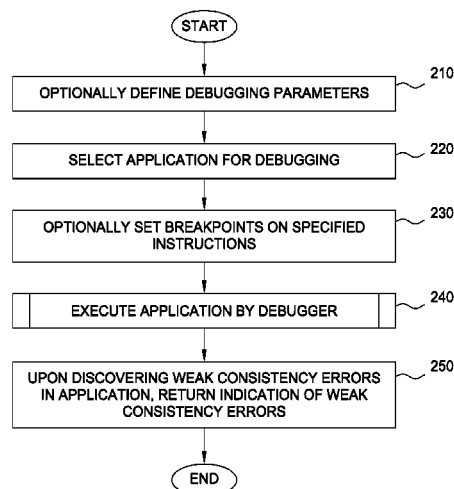 START
210
OPTIONALLY DEFINE DEBUGGING PARAMETERS
220
SELECT APPLICATION FOR DEBUGGING
230
OPTIONALLY SET BREAKPOINTS ON SPECIFIED
INSTRUCTIONS
240
EXECUTE APPLICATION BY DEBUGGER
250
UPON DISCOVERING WEAK CONSISTENCY ERRORS
IN APPLICATION, RETURN INDICATION OF WEAK
CONSISTENCY ERRORS
END